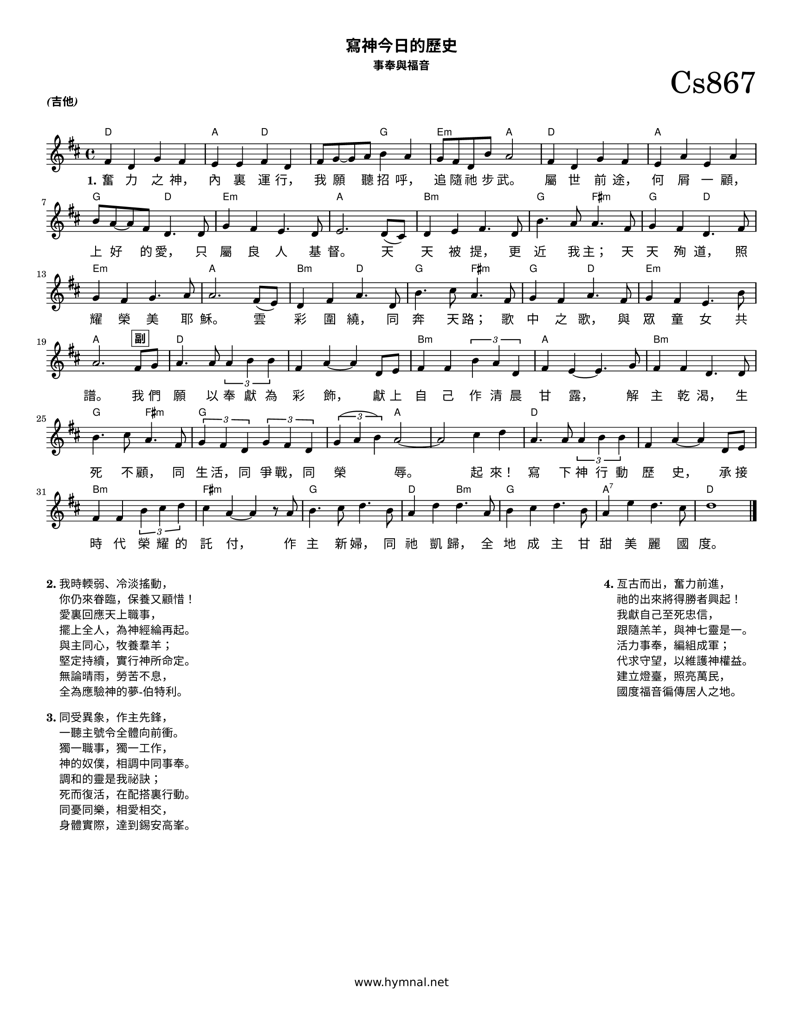 寫神今日的歷史
事奉與福音
Cs867
(吉他)
D A D G Em A D A
1. 奮 力 之 神， 內 裏 運 行， 我 願 聽 招 呼， 追 隨 祂 步 武。 屬 世 前 途， 何 屑 一 顧，
7
G D Em A Bm G F♯m G D
上 好 的 愛， 只 屬 良 人 基 督。 天 天 被 提， 更 近 我 主； 天 天 殉 道， 照
13
Em A Bm D G F♯m G D Em
耀 榮 美 耶 穌。 雲 彩 圍 繞， 同 奔 天 路； 歌 中 之 歌， 與 眾 童 女 共
19
A 副 D Bm A Bm
3 3
譜。 我 們 願 以 奉 獻 為 彩 飾， 獻 上 自 己 作 清 晨 甘 露， 解 主 乾 渴， 生
25
G F♯m G A D
3 3 3 3
死 不 顧， 同 生 活， 同 爭 戰， 同 榮 辱。 起 來！ 寫 下 神 行 動 歷 史， 承 接
31
Bm F♯m G D Bm G A7 D
3
時 代 榮 耀 的 託 付， 作 主 新 婦， 同 祂 凱 歸， 全 地 成 主 甘 甜 美 麗 國 度。
2. 我時輭弱、冷淡搖動，
你仍來眷臨，保養又顧惜！
愛裏回應天上職事，
擺上全人，為神經綸再起。
與主同心，牧養羣羊；
堅定持續，實行神所命定。
無論晴雨，勞苦不息，
全為應驗神的夢-伯特利。
3. 同受異象，作主先鋒，
一聽主號令全體向前衝。
獨一職事，獨一工作，
神的奴僕，相調中同事奉。
調和的靈是我祕訣；
死而復活，在配搭裏行動。
同憂同樂，相愛相交，
身體實際，達到錫安高峯。
4. 亙古而出，奮力前進，
祂的出來將得勝者興起！
我獻自己至死忠信，
跟隨羔羊，與神七靈是一。
活力事奉，編組成軍；
代求守望，以維護神權益。
建立燈臺，照亮萬民，
國度福音徧傳居人之地。
www.hymnal.net